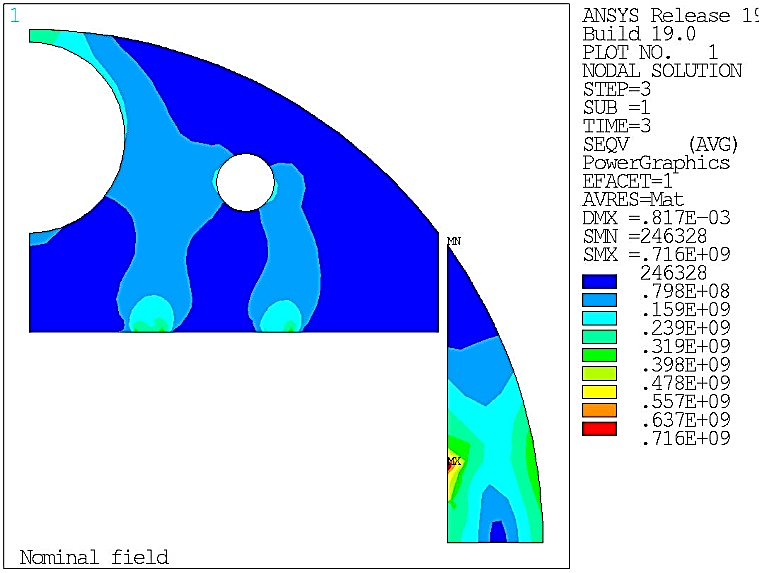 1
ANSYS Release 19
Build 19.0
PLOT NO.   1
NODAL SOLUTION
STEP=3
SUB =1
TIME=3
SEQV     (AVG)
PowerGraphics
EFACET=1
AVRES=Mat
DMX =.817E-03
SMN =246328
SMX =.716E+09
246328
.798E+08
.159E+09
.239E+09
.319E+09
.398E+09
.478E+09
.557E+09
.637E+09
.716E+09
MN
MX
Nominal field